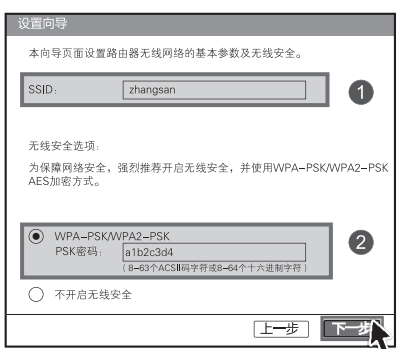 设置向导
本向导页面设置路由器无线网络的基本参数及无线安全。
SSID: zhangsan
1
无线安全选项:
为保障网络安全，强烈推荐开启无线安全，并使用WPA-PSK/WPA2-PSK
AES加密方式。
WPA-PSK/WPA2-PSK
2
PSK密码: a1b2c3d4
(8-63个ACSII码字符或8-64个十六进制字符)
不开启无线安全
上一步 下一步